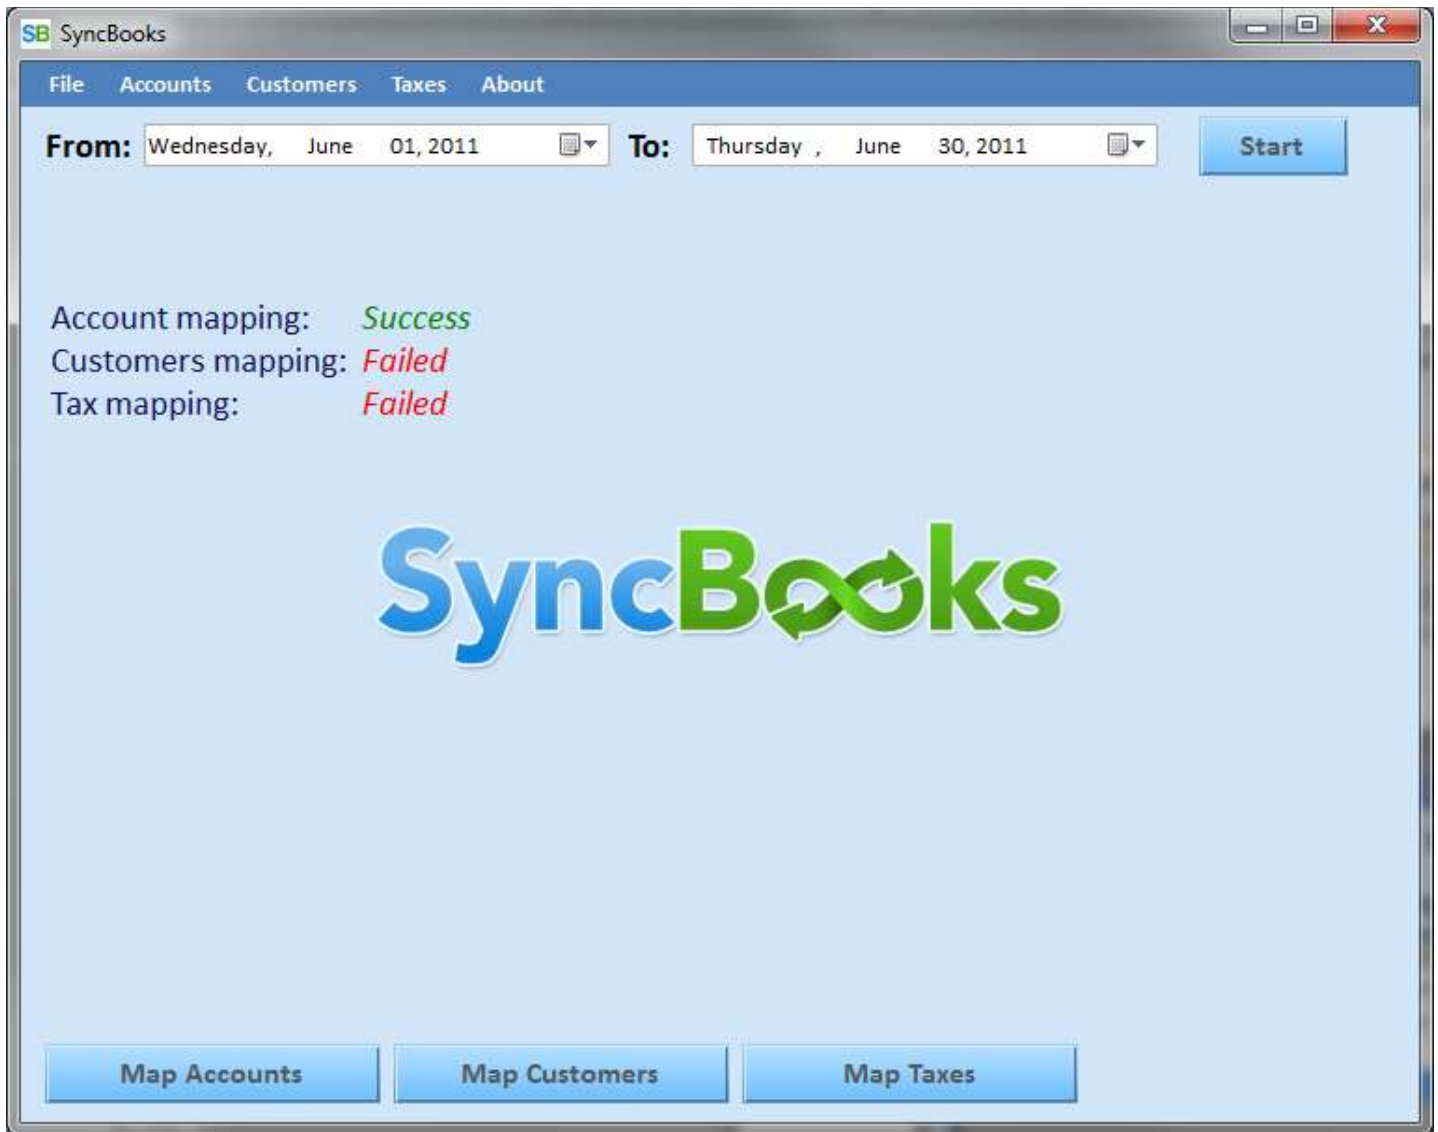 SB SyncBooks
File Accounts Customers Taxes About
From: Wednesday, June 01, 2011 To: Thursday , June 30, 2011 Start
Account mapping: Success
Customers mapping: Failed
Tax mapping: Failed
SyncBooks
Map Accounts Map Customers Map Taxes